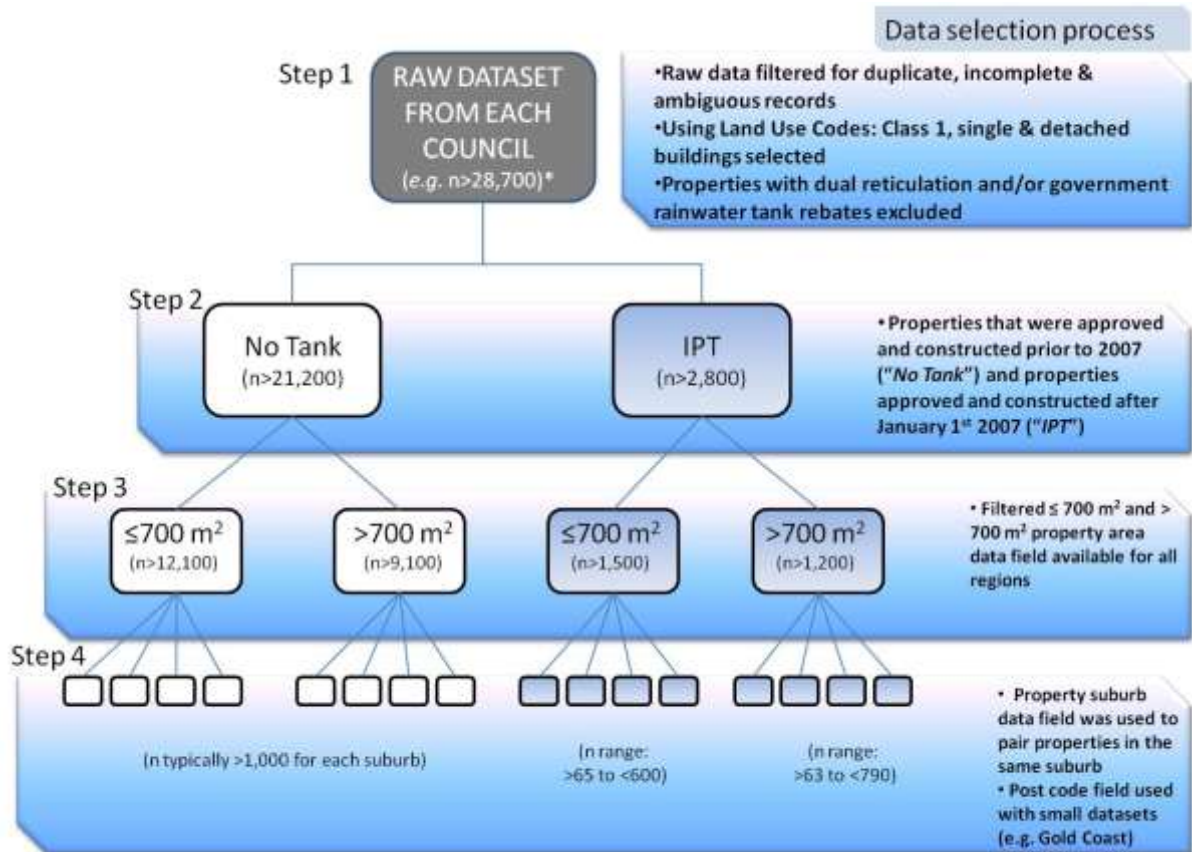 Data selection process
Step 1
RAW DATASET
FROM EACH
COUNCIL
(e.g. n>28,700)*
•Raw data filtered for duplicate, incomplete &
ambiguous records
•Using Land Use Codes: Class 1, single & detached
buildings selected
•Properties with dual reticulation and/or government
rainwater tank rebates excluded
Step 2
No Tank
(n>21,200)
IPT
(n>2,800)
• Properties that were approved
and constructed prior to 2007
("No Tank") and properties
approved and constructed after
January 1st 2007 ("IPT")
Step 3
≤700 m²
(n>12,100)
>700 m²
(n>9,100)
≤700 m²
(n>1,500)
>700 m²
(n>1,200)
• Filtered ≤ 700 m² and >
700 m² property area
data field available for all
regions
Step 4
(n typically >1,000 for each suburb)
(n range:
>65 to <600)
(n range:
>63 to <790)
• Property suburb
data field was used to
pair properties in the
same suburb
• Post code field used
with small datasets
(e.g. Gold Coast)